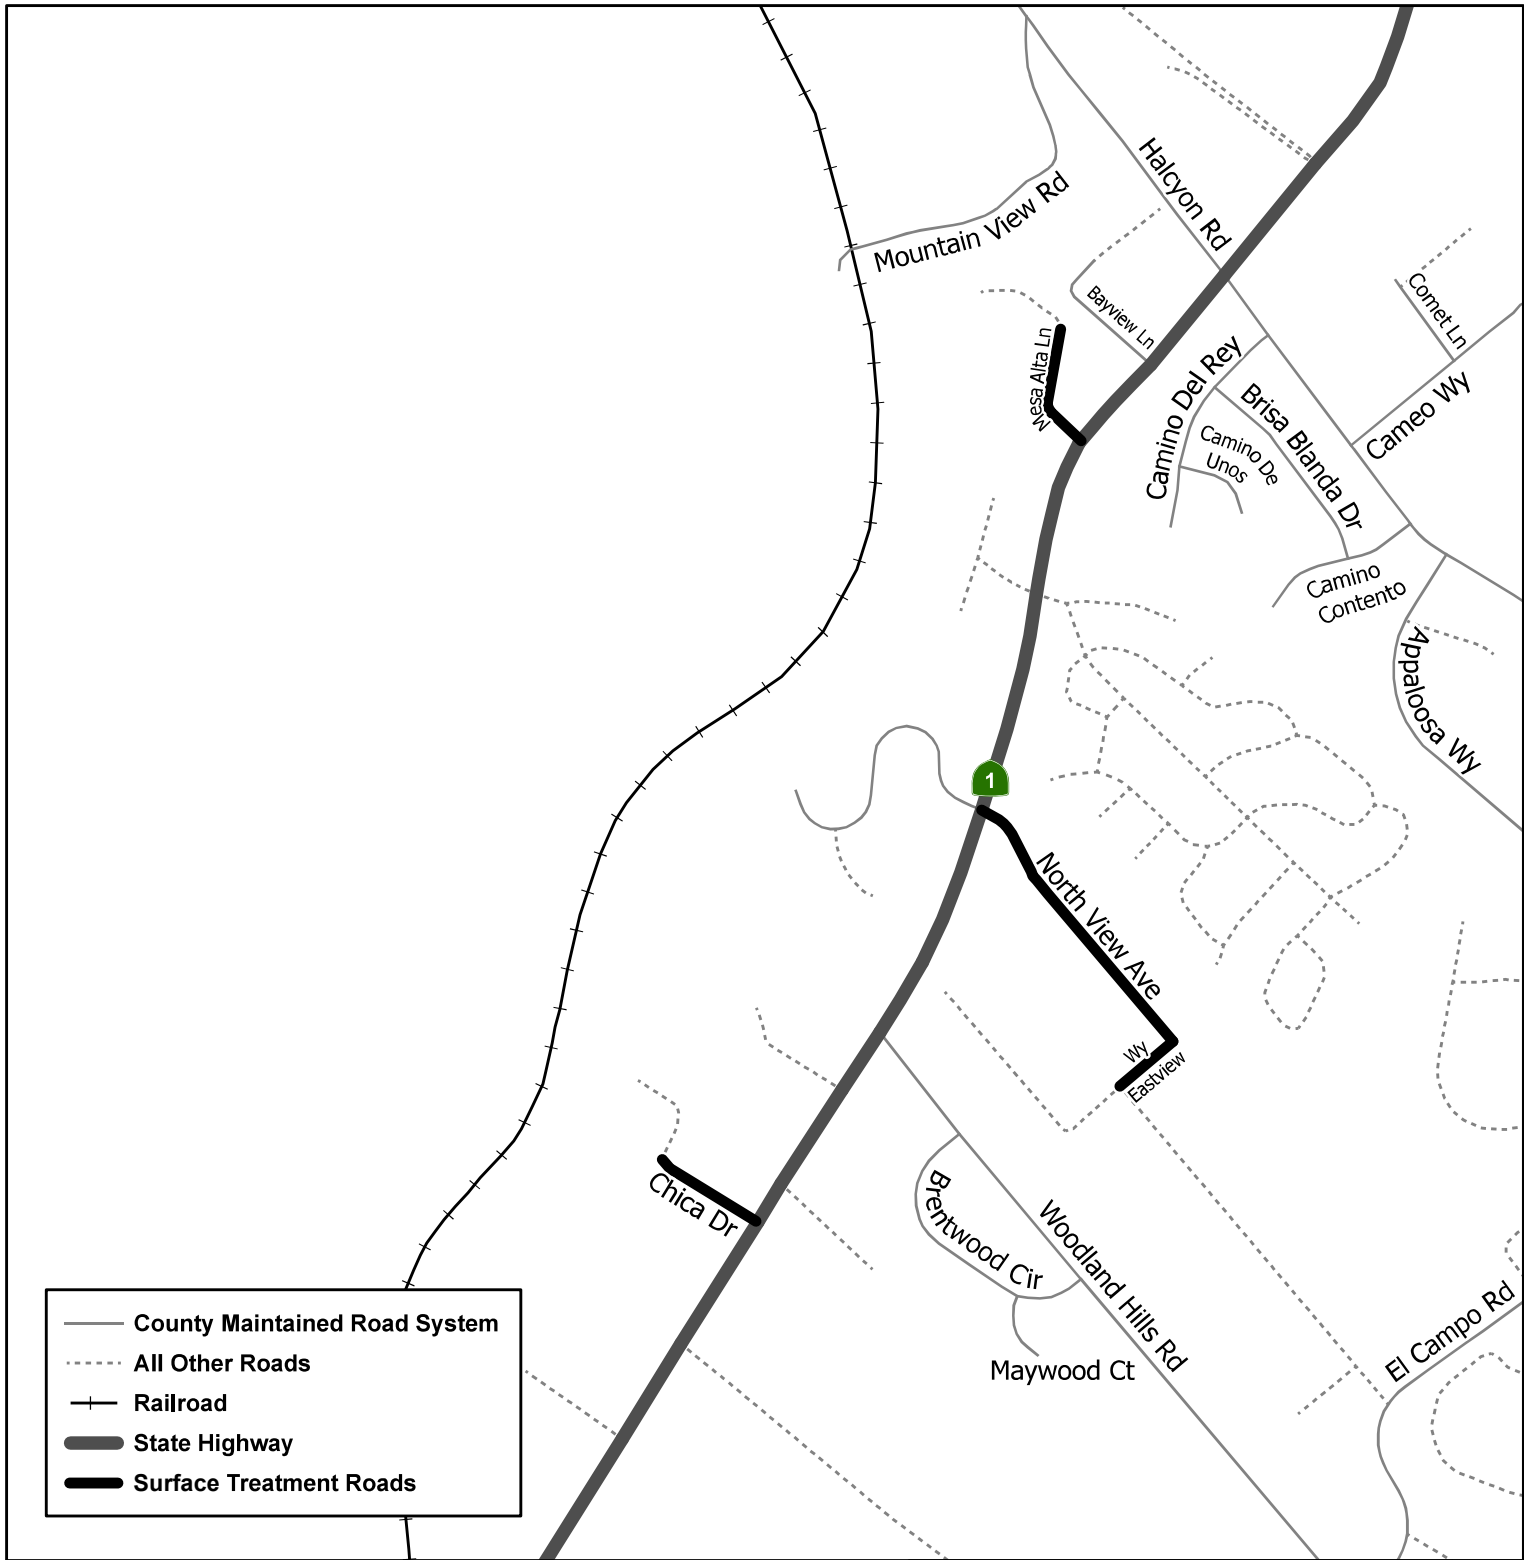 Halcyon Rd
Mountain View Rd
Bayview Ln
Comet Ln
Mesa Alta Ln
Camino Del Rey
Brisa Blanda Dr
Cameo Wy
Camino De
Unos
Camino
Contento
Appaloosa Wy
1
North View Ave
Wy
Eastview
Chica Dr
Brentwood Cir
Woodland Hills Rd
Maywood Ct
El Campo Rd
County Maintained Road System
All Other Roads
Railroad
State Highway
Surface Treatment Roads